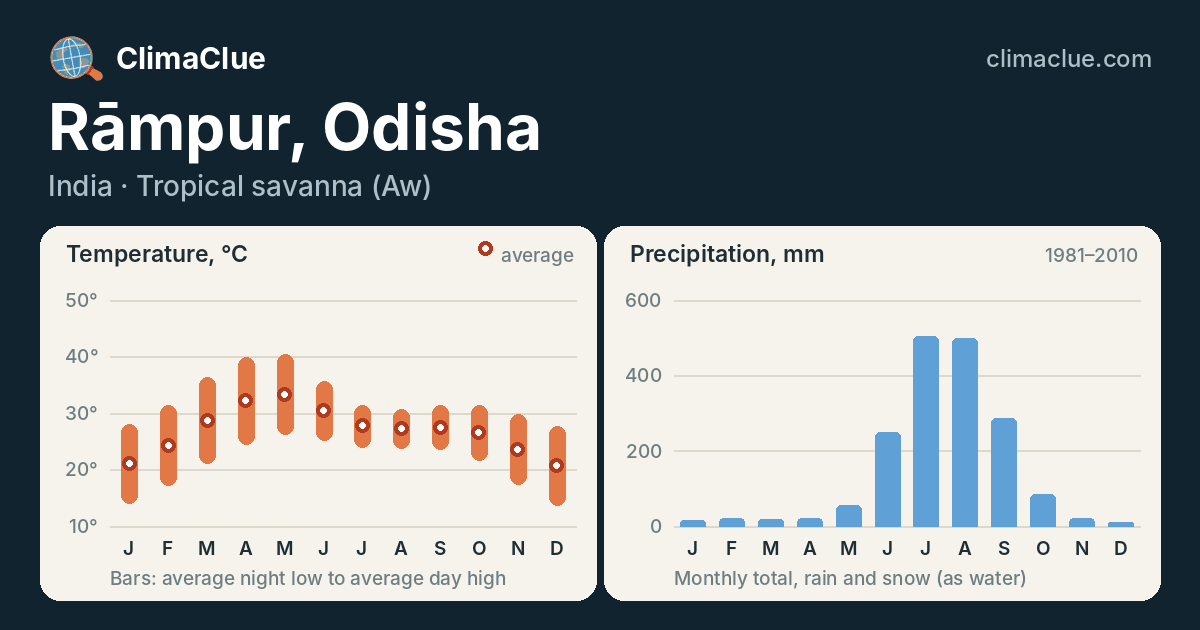 ClimaClue
climaclue.com
Rāmpur, Odisha
India · Tropical savanna (Aw)
Temperature, °C
average
50°
40°
30°
20°
10°
J F M A M J J A S O N D
Bars: average night low to average day high
Precipitation, mm
1981–2010
600
400
200
0
J F M A M J J A S O N D
Monthly total, rain and snow (as water)